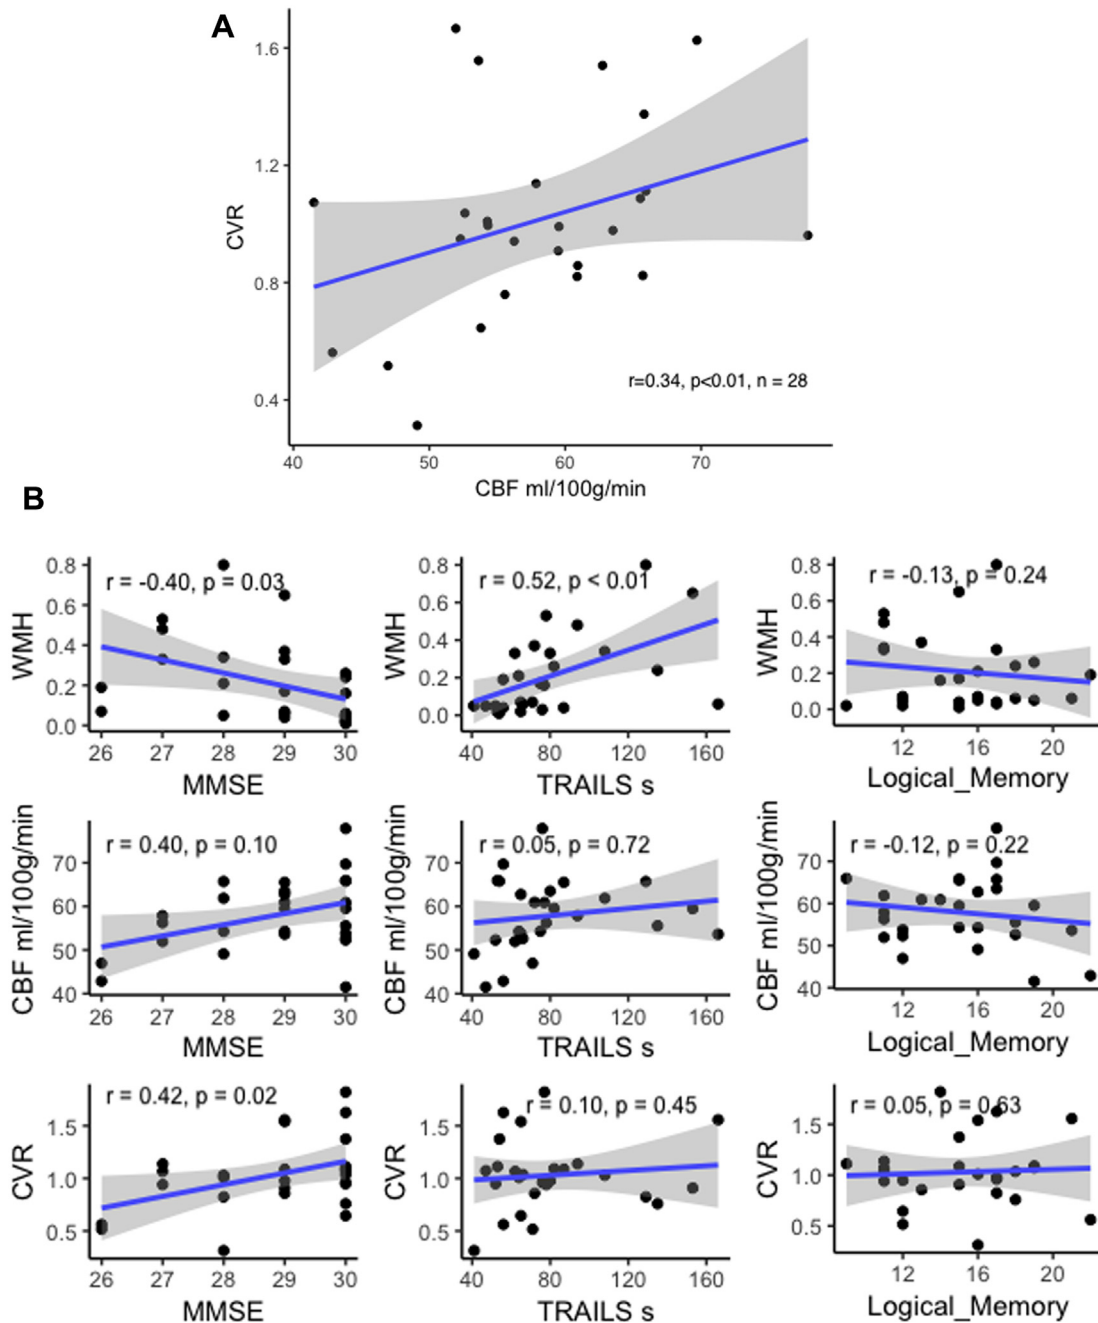 A
1.6
1.2
0.8
0.4
CVR
r=0.34, p<0.01, n = 28
40 50 60 70
CBF ml/100g/min
B
0.8
0.6
0.4
0.2
0.0
WMH
r = -0.40, p = 0.03
26 27 28 29 30
MMSE
0.8
0.6
0.4
0.2
0.0
WMH
r = 0.52, p < 0.01
40 80 120 160
TRAILS s
0.8
0.6
0.4
0.2
0.0
WMH
r = -0.13, p = 0.24
12 16 20
Logical_Memory
70
60
50
40
CBF ml/100g/min
r = 0.40, p = 0.10
26 27 28 29 30
MMSE
70
60
50
40
CBF ml/100g/min
r = 0.05, p = 0.72
40 80 120 160
TRAILS s
70
60
50
40
CBF ml/100g/min
r = -0.12, p = 0.22
12 16 20
Logical_Memory
1.5
1.0
0.5
CVR
r = 0.42, p = 0.02
26 27 28 29 30
MMSE
1.5
1.0
0.5
CVR
r = 0.10, p = 0.45
40 80 120 160
TRAILS s
1.5
1.0
0.5
CVR
r = 0.05, p = 0.63
12 16 20
Logical_Memory